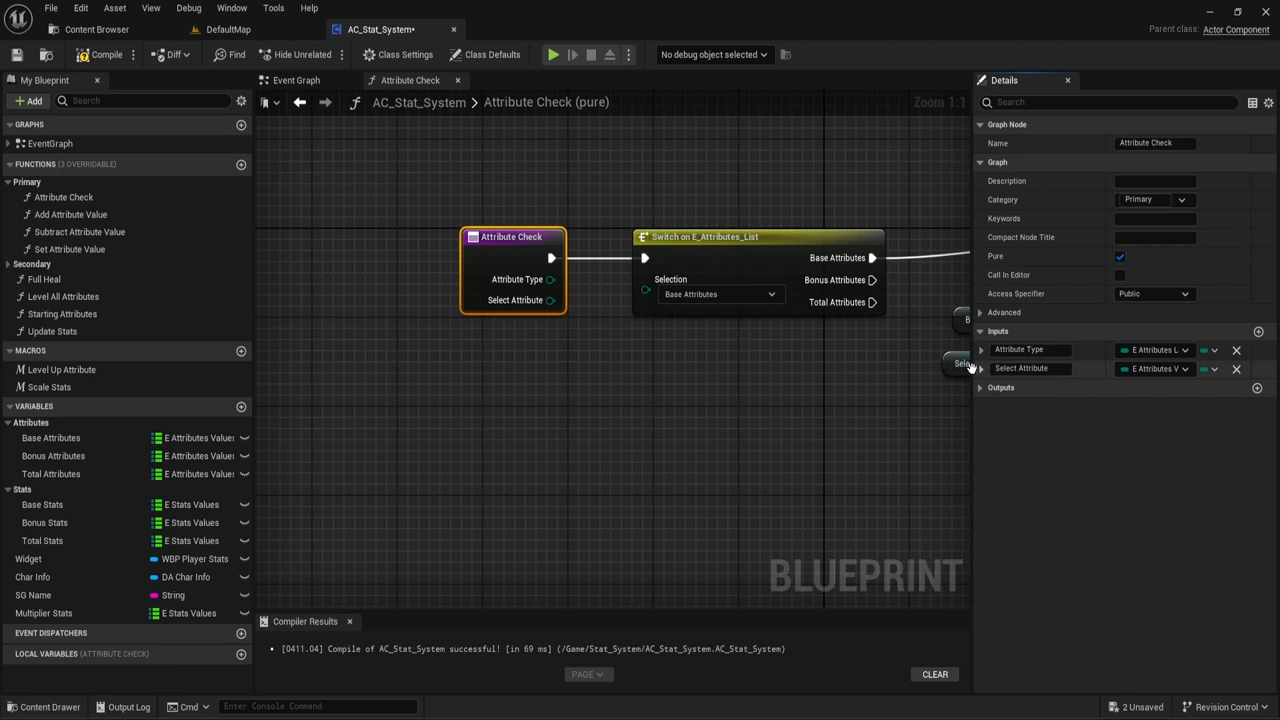 File Edit Asset View Debug Window Tools Help
Content Browser DefaultMap AC_Stat_System* Parent class: Actor Component
Compile Diff Find Hide Unrelated Class Settings Class Defaults No debug object selected
My Blueprint Event Graph Attribute Check Details
Add Search AC_Stat_System > Attribute Check (pure) Zoom 1:1 Search
GRAPHS
EventGraph
FUNCTIONS (3 OVERRIDABLE)
Primary
Attribute Check
Add Attribute Value
Subtract Attribute Value
Set Attribute Value
Secondary
Full Heal
Level All Attributes
Starting Attributes
Update Stats
MACROS
Level Up Attribute
Scale Stats
VARIABLES
Attributes
Base Attributes E Attributes Values
Bonus Attributes E Attributes Values
Total Attributes E Attributes Values
Stats
Base Stats E Stats Values
Bonus Stats E Stats Values
Total Stats E Stats Values
Widget WBP Player Stats
Char Info DA Char Info
SG Name String
Multiplier Stats E Stats Values
EVENT DISPATCHERS
LOCAL VARIABLES (ATTRIBUTE CHECK)
Attribute Check
Attribute Type
Select Attribute
Switch on E_Attributes_List
Base Attributes
Selection
Base Attributes
Bonus Attributes
Total Attributes
B
Sele
BLUEPRINT
Graph Node
Name Attribute Check
Graph
Description
Category Primary
Keywords
Compact Node Title
Pure
Call In Editor
Access Specifier Public
Advanced
Inputs
Attribute Type E Attributes L
Select Attribute E Attributes V
Outputs
Compiler Results
[0411.04] Compile of AC_Stat_System successful! [in 69 ms] (/Game/Stat_System/AC_Stat_System.AC_Stat_System)
PAGE CLEAR
Content Drawer Output Log Cmd Enter Console Command 2 Unsaved Revision Control